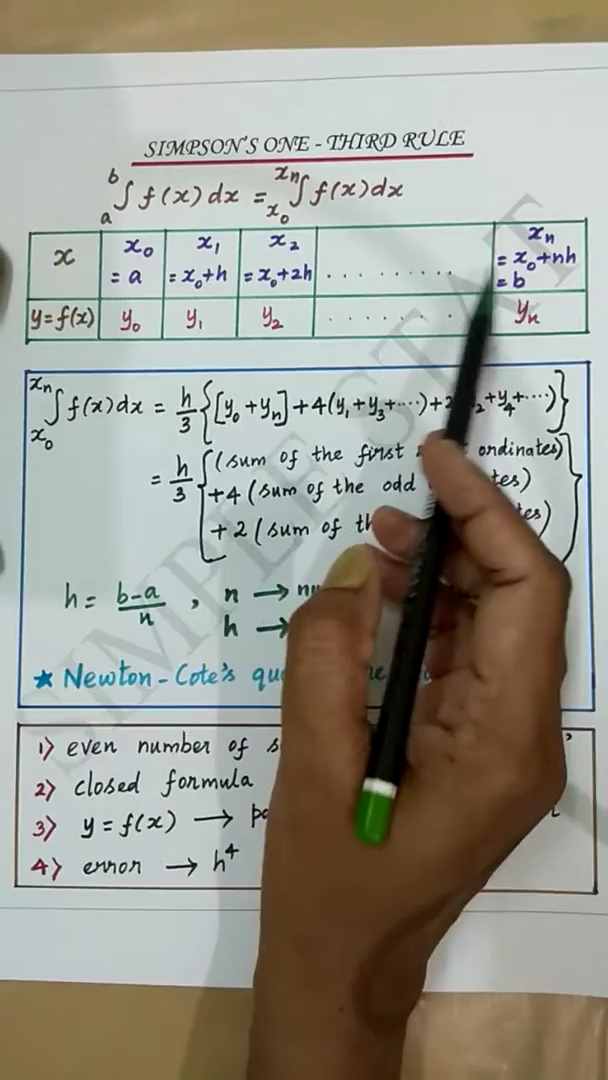 SIMPSON'S ONE - THIRD RULE
b∫a f(x) dx = xn∫x0 f(x) dx
x x0 = a x1 = x0+h x2 = x0+2h ......... xn = x0+nh = b
y=f(x) y0 y1 y2 ........ yn
xn∫x0 f(x) dx = h/3 { [y0 + yn] + 4(y1 + y3 + ...) + 2 + y4 + ...) }
= h/3 { (sum of the first ordinates)
+ 4 (sum of the odd
+ 2 (sum of
h = b-a/n , n →
h →
★ Newton - Cote's
1) even number of
2) closed formula
3) y = f(x) →
4) error → h4
SIMPLE STAT